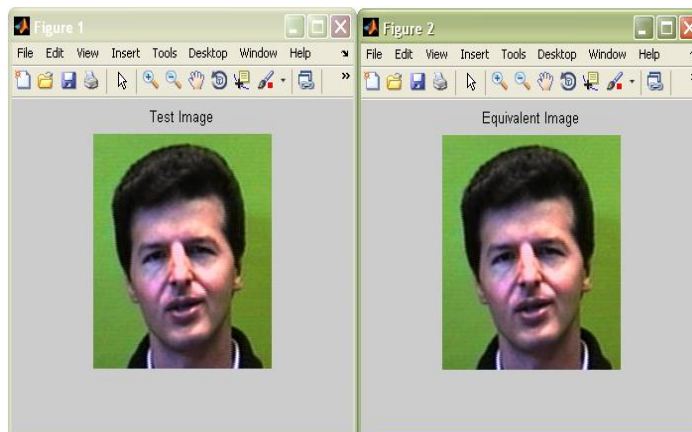 Figure 1
File Edit View Insert Tools Desktop Window Help
Test Image
Figure 2
File Edit View Insert Tools Desktop Window Help
Equivalent Image